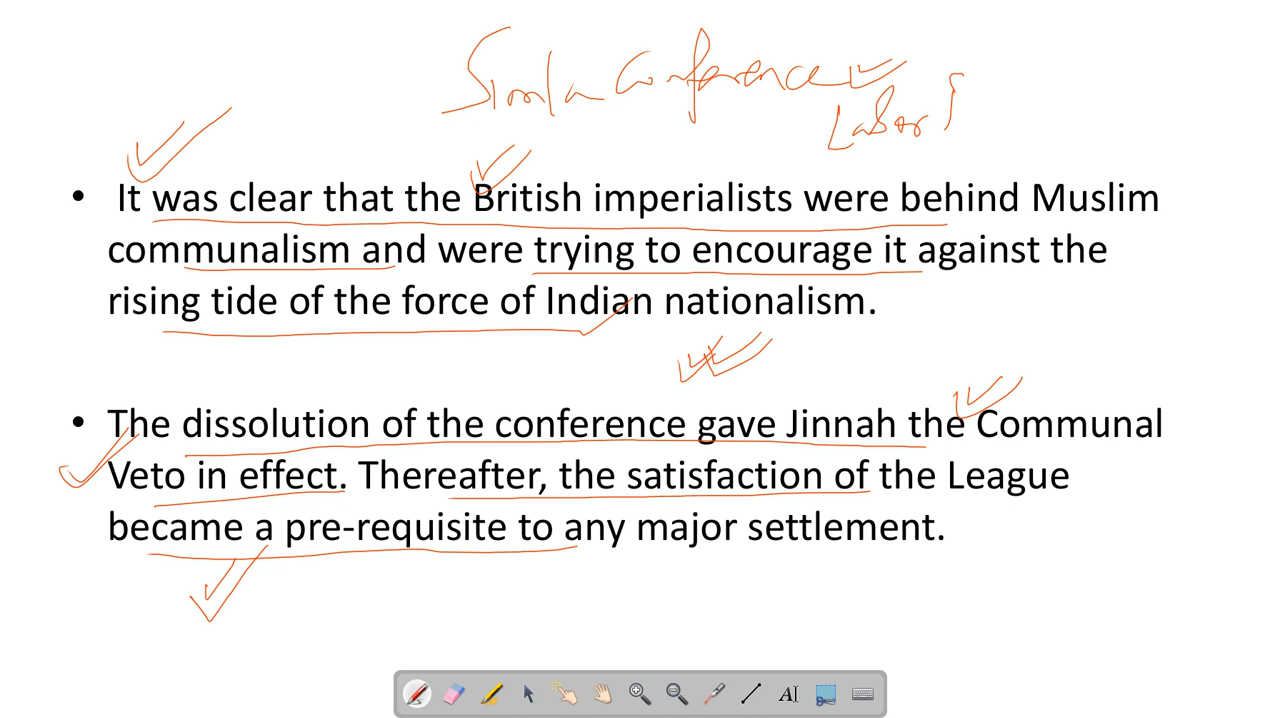 Simla Conference
Labor
• It was clear that the British imperialists were behind Muslim
communalism and were trying to encourage it against the
rising tide of the force of Indian nationalism.
• The dissolution of the conference gave Jinnah the Communal
Veto in effect. Thereafter, the satisfaction of the League
became a pre-requisite to any major settlement.
AI